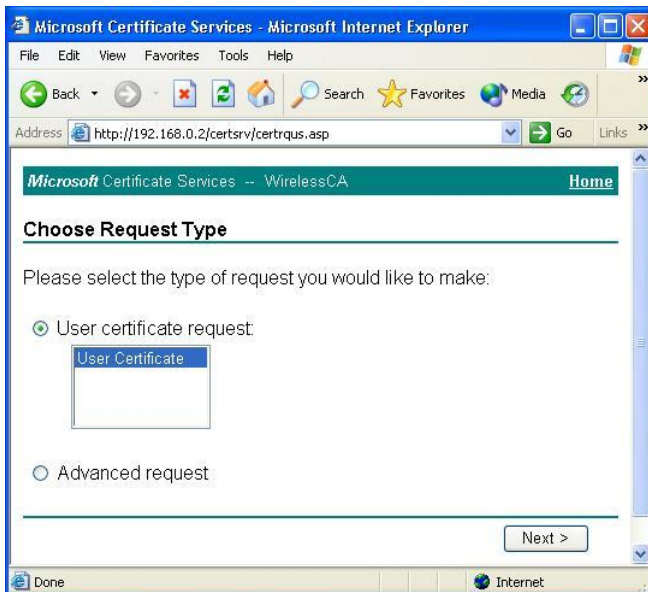 Microsoft Certificate Services - Microsoft Internet Explorer
File Edit View Favorites Tools Help
Back Search Favorites Media »
Address http://192.168.0.2/certsrv/certrqus.asp Go Links »
Microsoft Certificate Services -- WirelessCA Home
Choose Request Type
Please select the type of request you would like to make:
User certificate request:
User Certificate
Advanced request
Next >
Done Internet